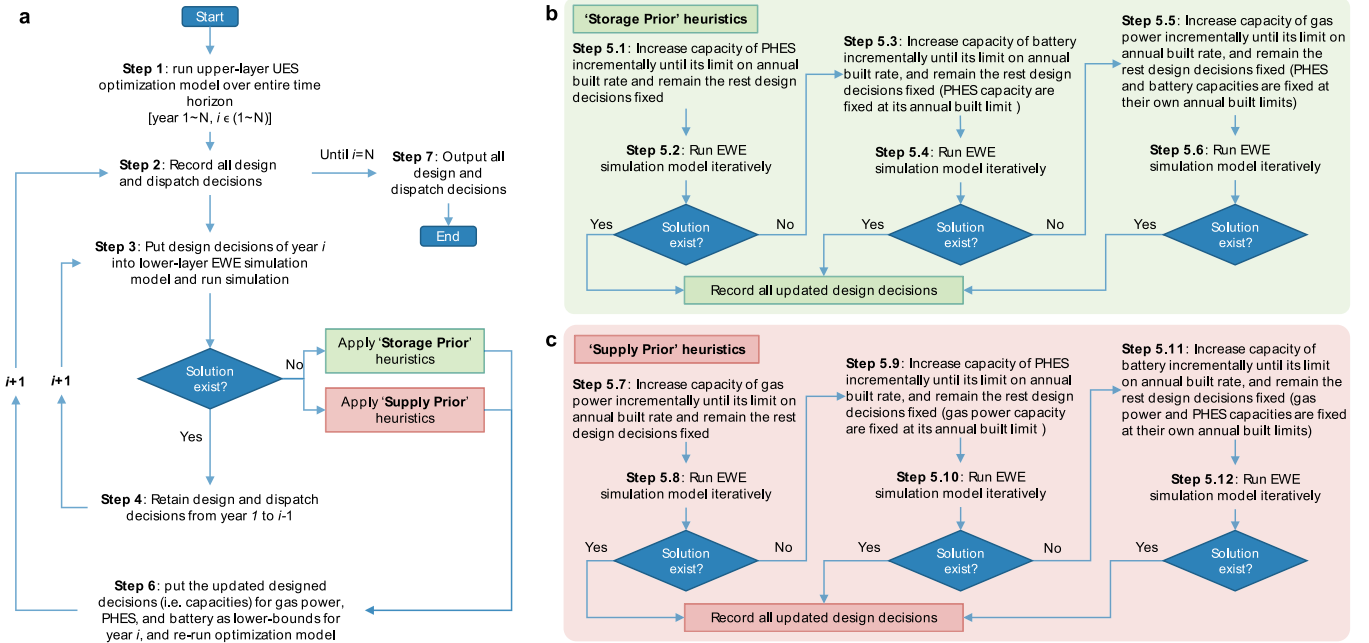 a
Start
Step 1: run upper-layer UES
optimization model over entire time
horizon
[year 1~N, i ϵ (1~N)]
Step 2: Record all design
and dispatch decisions
Until i=N
Step 7: Output all
design and
dispatch decisions
End
Step 3: Put design decisions of year i
into lower-layer EWE simulation
model and run simulation
Solution
exist?
No
Apply ‘Storage Prior’
heuristics
Apply ‘Supply Prior’
heuristics
i+1
i+1
Yes
Step 4: Retain design and dispatch
decisions from year 1 to i-1
Step 6: put the updated designed
decisions (i.e. capacities) for gas power,
PHES, and battery as lower-bounds for
year i, and re-run optimization model
b
‘Storage Prior’ heuristics
Step 5.1: Increase capacity of PHES
incrementally until its limit on annual
built rate and remain the rest design
decisions fixed
Step 5.2: Run EWE
simulation model iteratively
Yes
Solution
exist?
No
Step 5.3: Increase capacity of battery
incrementally until its limit on annual
built rate, and remain the rest design
decisions fixed (PHES capacity are
fixed at its annual built limit )
Step 5.4: Run EWE
simulation model iteratively
Yes
Solution
exist?
No
Step 5.5: Increase capacity of gas
power incrementally until its limit on
annual built rate, and remain the
rest design decisions fixed (PHES
and battery capacities are fixed at
their own annual built limits)
Step 5.6: Run EWE
simulation model iteratively
Yes
Solution
exist?
Record all updated design decisions
c
‘Supply Prior’ heuristics
Step 5.7: Increase capacity of gas
power incrementally until its limit on
annual built rate and remain the rest
design decisions fixed
Step 5.8: Run EWE
simulation model iteratively
Yes
Solution
exist?
No
Step 5.9: Increase capacity of PHES
incrementally until its limit on annual
built rate, and remain the rest design
decisions fixed (gas power capacity
are fixed at its annual built limit )
Step 5.10: Run EWE
simulation model iteratively
Yes
Solution
exist?
No
Step 5.11: Increase capacity of
battery incrementally until its limit
on annual built rate, and remain the
rest design decisions fixed (gas
power and PHES capacities are fixed
at their own annual built limits)
Step 5.12: Run EWE
simulation model iteratively
Yes
Solution
exist?
Record all updated design decisions